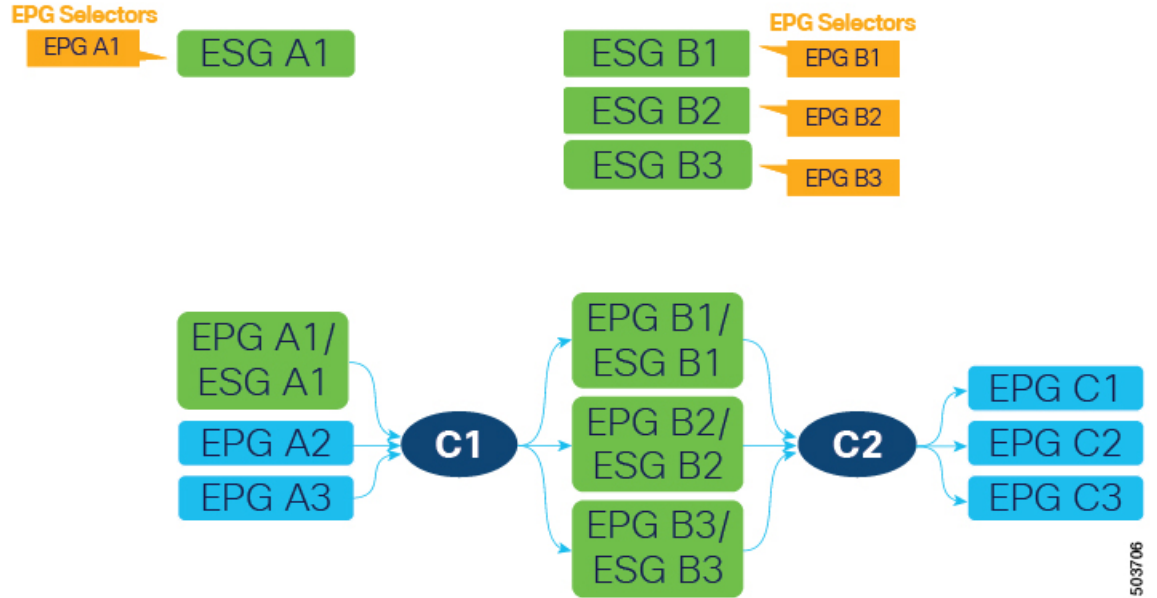 EPG Selectors
EPG A1
ESG A1
EPG Selectors
ESG B1
EPG B1
ESG B2
EPG B2
ESG B3
EPG B3
EPG A1/
ESG A1
EPG A2
EPG A3
C1
EPG B1/
ESG B1
EPG B2/
ESG B2
EPG B3/
ESG B3
C2
EPG C1
EPG C2
EPG C3
503706